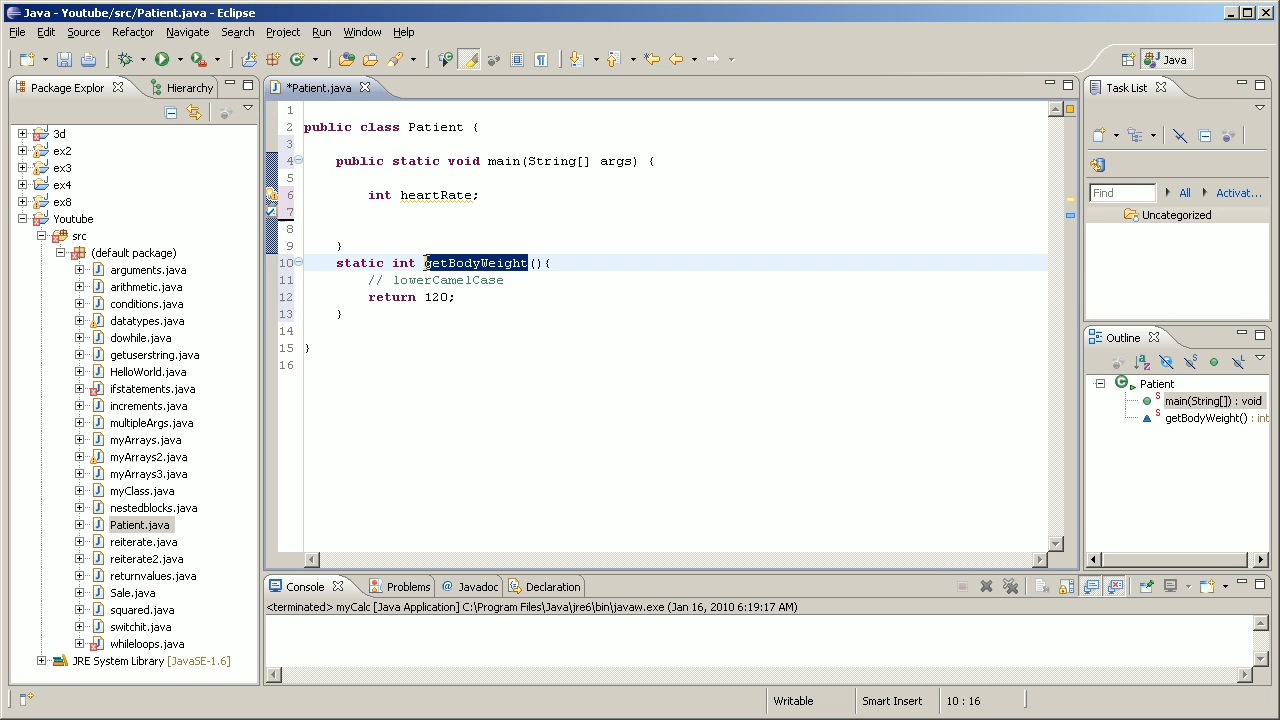 Java - Youtube/src/Patient.java - Eclipse
File Edit Source Refactor Navigate Search Project Run Window Help
Java
Package Explor
Hierarchy
3d
ex2
ex3
ex4
ex8
Youtube
src
(default package)
arguments.java
arithmetic.java
conditions.java
datatypes.java
dowhile.java
getuserstring.java
HelloWorld.java
ifstatements.java
increments.java
multipleArgs.java
myArrays.java
myArrays2.java
myArrays3.java
myClass.java
nestedblocks.java
Patient.java
reiterate.java
reiterate2.java
returnvalues.java
Sale.java
squared.java
switchit.java
whileloops.java
JRE System Library [JavaSE-1.6]
*Patient.java
1
2 public class Patient {
3
4 public static void main(String[] args) {
5
6 int heartRate;
7
8
9 }
10 static int getBodyWeight(){
11 // lowerCamelCase
12 return 120;
13 }
14
15 }
16
Task List
Find All Activat...
Uncategorized
Outline
Patient
main(String[]) : void
getBodyWeight() : int
Console Problems @ Javadoc Declaration
<terminated> myCalc [Java Application] C:\Program Files\Java\jre6\bin\javaw.exe (Jan 16, 2010 6:19:17 AM)
Writable Smart Insert 10 : 16